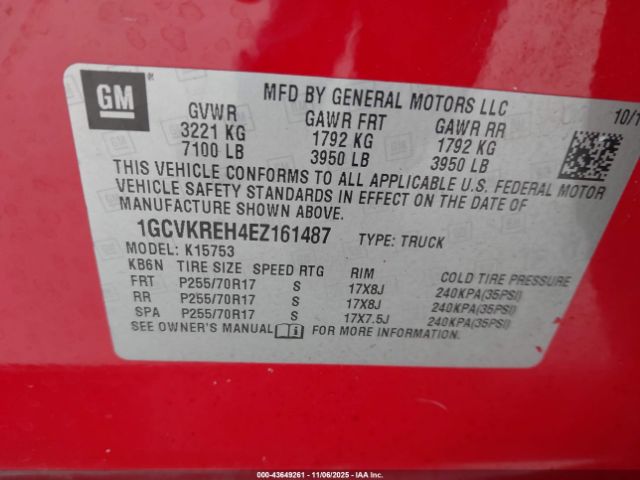 GM
MFD BY GENERAL MOTORS LLC
10/1
GVWR GAWR FRT GAWR RR
3221 KG 1792 KG 1792 KG
7100 LB 3950 LB 3950 LB
THIS VEHICLE CONFORMS TO ALL APPLICABLE U.S. FEDERAL MOTOR
VEHICLE SAFETY STANDARDS IN EFFECT ON THE DATE OF
MANUFACTURE SHOWN ABOVE.
1GCVKREH4EZ161487 TYPE: TRUCK
MODEL: K15753
KB6N TIRE SIZE SPEED RTG RIM COLD TIRE PRESSURE
FRT P255/70R17 S 17X8J 240KPA(35PSI)
RR P255/70R17 S 17X8J 240KPA(35PSI)
SPA P255/70R17 S 17X7.5J 240KPA(35PSI)
SEE OWNER'S MANUAL FOR MORE INFORMATION.
000-43649261 - 11/06/2025 - IAA, Inc.